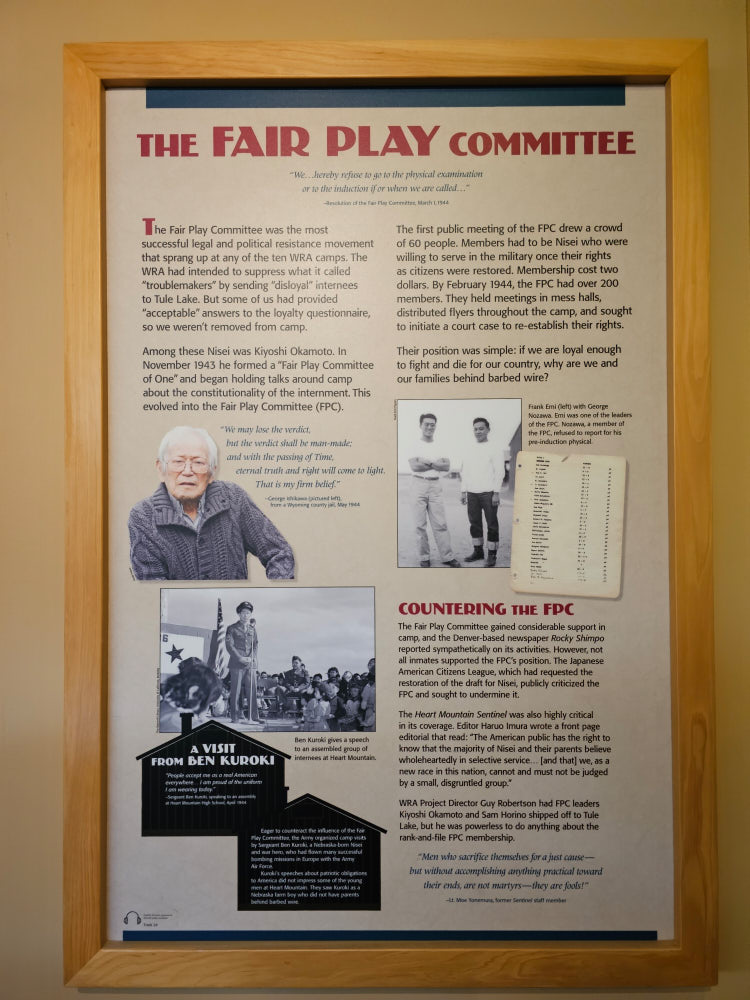 THE FAIR PLAY COMMITTEE
“We...hereby refuse to go to the physical examination
or to the induction if or when we are called...”
–Resolution of the Fair Play Committee, March 1, 1944
The Fair Play Committee was the most
successful legal and political resistance movement
that sprang up at any of the ten WRA camps. The
WRA had intended to suppress what it called
“troublemakers” by sending “disloyal” internees
to Tule Lake. But some of us had provided
“acceptable” answers to the loyalty questionnaire,
so we weren’t removed from camp.
Among these Nisei was Kiyoshi Okamoto. In
November 1943 he formed a “Fair Play Committee
of One” and began holding talks around camp
about the constitutionality of the internment. This
evolved into the Fair Play Committee (FPC).
“We may lose the verdict,
but the verdict shall be man-made;
and with the passing of Time,
eternal truth and right will come to light.
That is my firm belief.”
–George Ishikawa (pictured left),
from a Wyoming county jail, May 1944
Ben Kuroki gives a speech
to an assembled group of
internees at Heart Mountain.
A VISIT
FROM BEN KUROKI
“People accept me as a real American
everywhere... I am proud of the uniform
I am wearing today.”
–Sergeant Ben Kuroki, speaking to an assembly
at Heart Mountain High School, April 1944
Eager to counteract the influence of the Fair
Play Committee, the Army organized camp visits
by Sergeant Ben Kuroki, a Nebraska-born Nisei
and war hero, who had flown many successful
bombing missions in Europe with the Army
Air Force.
Kuroki’s speeches about patriotic obligations
to America did not impress some of the young
men at Heart Mountain. They saw Kuroki as a
Nebraska farm boy who did not have parents
behind barbed wire.
The first public meeting of the FPC drew a crowd
of 60 people. Members had to be Nisei who were
willing to serve in the military once their rights
as citizens were restored. Membership cost two
dollars. By February 1944, the FPC had over 200
members. They held meetings in mess halls,
distributed flyers throughout the camp, and sought
to initiate a court case to re-establish their rights.
Their position was simple: if we are loyal enough
to fight and die for our country, why are we and
our families behind barbed wire?
Frank Emi (left) with George
Nozawa. Emi was one of the leaders
of the FPC. Nozawa, a member of
the FPC, refused to report for his
pre-induction physical.
COUNTERING THE FPC
The Fair Play Committee gained considerable support in
camp, and the Denver-based newspaper Rocky Shimpo
reported sympathetically on its activities. However, not
all inmates supported the FPC’s position. The Japanese
American Citizens League, which had requested the
restoration of the draft for Nisei, publicly criticized the
FPC and sought to undermine it.
The Heart Mountain Sentinel was also highly critical
in its coverage. Editor Haruo Imura wrote a front page
editorial that read: “The American public has the right to
know that the majority of Nisei and their parents believe
wholeheartedly in selective service... [and that] we, as a
new race in this nation, cannot and must not be judged
by a small, disgruntled group.”
WRA Project Director Guy Robertson had FPC leaders
Kiyoshi Okamoto and Sam Horino shipped off to Tule
Lake, but he was powerless to do anything about the
rank-and-file FPC membership.
“Men who sacrifice themselves for a just cause—
but without accomplishing anything practical toward
their ends, are not martyrs—they are fools!”
–Lt. Moe Yonemura, former Sentinel staff member